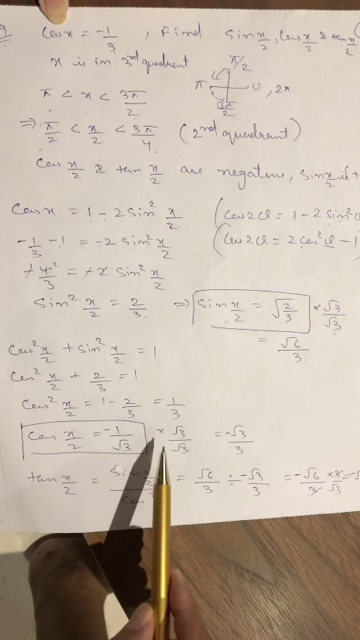 9 Cos x = -1/3 , Find Sin x/2, Cos x/2 & tan x/2
x is in 3rd quadrant
π/2
π < x < 3π/2
π 0, 2π
3π/2
⇒ π/2 < x/2 < 3π/4 (2nd quadrant)
Cos x/2 & tan x/2 are negative, Sin x/2 is +
Cos x = 1 - 2 Sin² x/2 (Cos 2θ = 1 - 2 Sin²
-1/3 - 1 = -2 Sin² x/2 (Cos 2θ = 2 Cos² θ - 1
-4/3 = -2 Sin² x/2
Sin² x/2 = 2/3 ⇒ Sin x/2 = √2/3 × √3/√3
= √6/3
Cos² x/2 + Sin² x/2 = 1
Cos² x/2 + 2/3 = 1
Cos² x/2 = 1 - 2/3 = 1/3
Cos x/2 = -1/√3 × √3/√3 = -√3/3
tan x/2 = Sin x/2 = √6/3 ÷ -√3/3 = -√6/3 × 3/√3 = -√